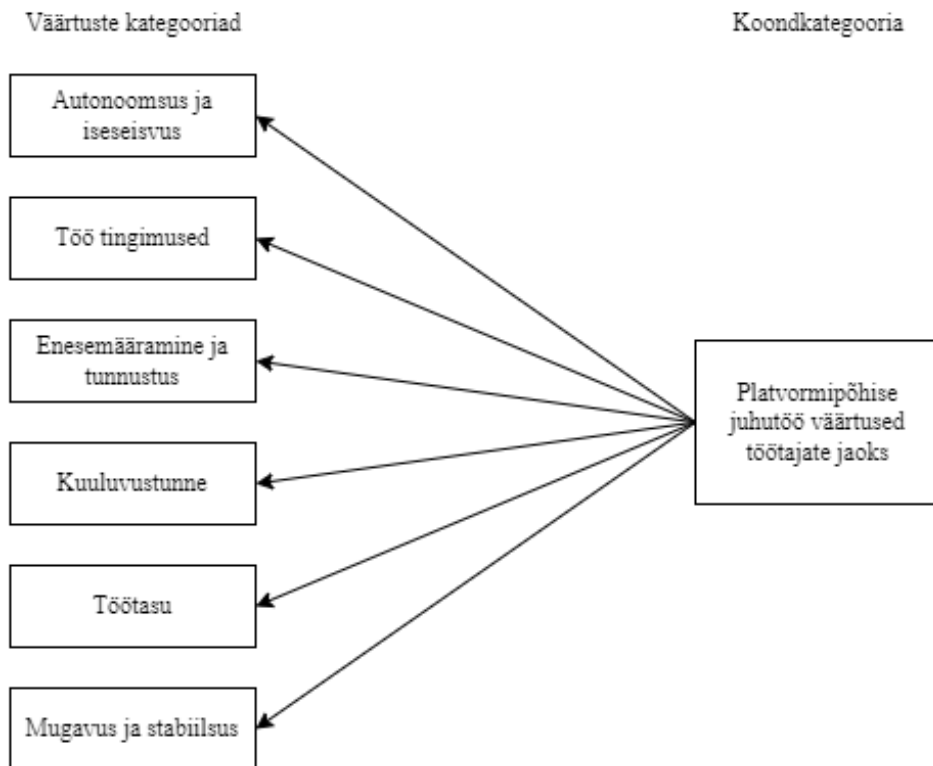 Väärtuste kategooriad
Koondkategooria
Autonoomsus ja
iseseisvus
Töö tingimused
Enesemääramine ja
tunnustus
Kuuluvustunne
Töötasu
Mugavus ja stabiilsus
Platvormipõhise
juhutöö väärtused
töötajate jaoks